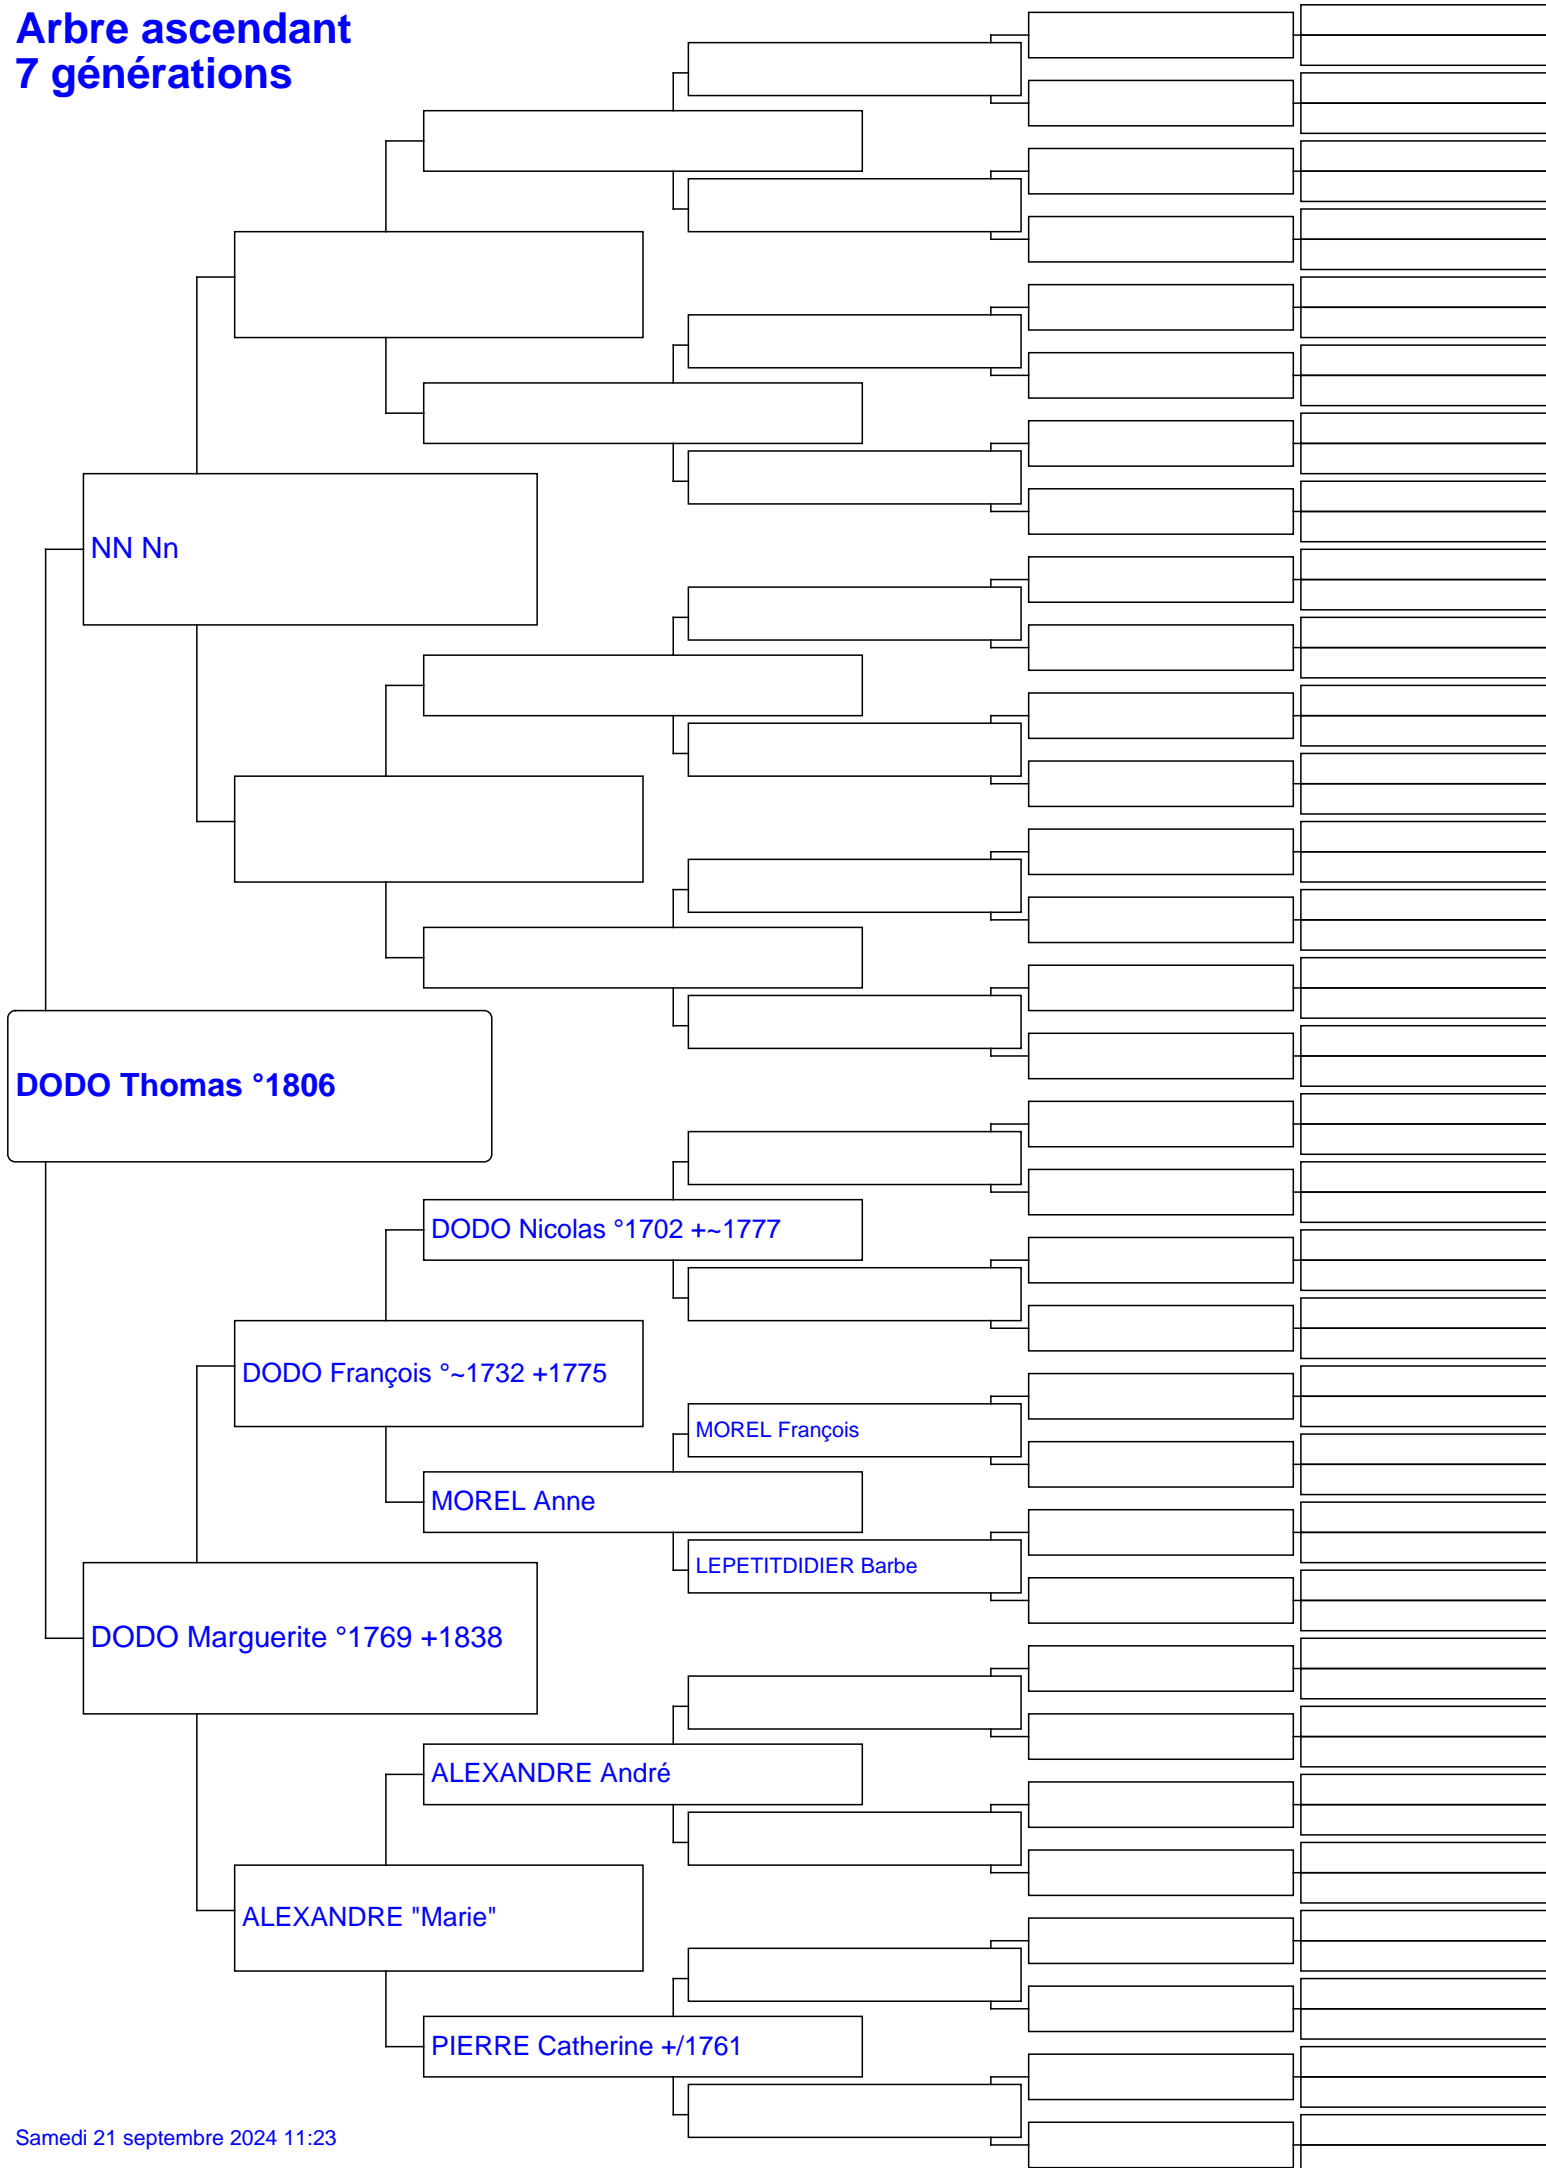 Arbre ascendant
7 générations
NN Nn
DODO Thomas °1806
DODO Nicolas °1702 +~1777
DODO François °~1732 +1775
MOREL François
MOREL Anne
LEPETITDIDIER Barbe
DODO Marguerite °1769 +1838
ALEXANDRE André
ALEXANDRE "Marie"
PIERRE Catherine +/1761
Samedi 21 septembre 2024 11:23